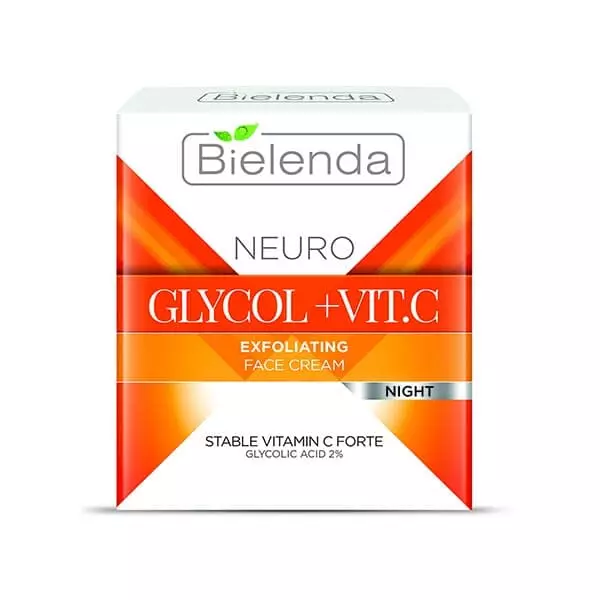 Bielenda
Bielenda
NEURO
GLYCOL + VIT.C
EXFOLIATING
FACE CREAM
NIGHT
STABLE VITAMIN C FORTE
GLYCOLIC ACID 2%